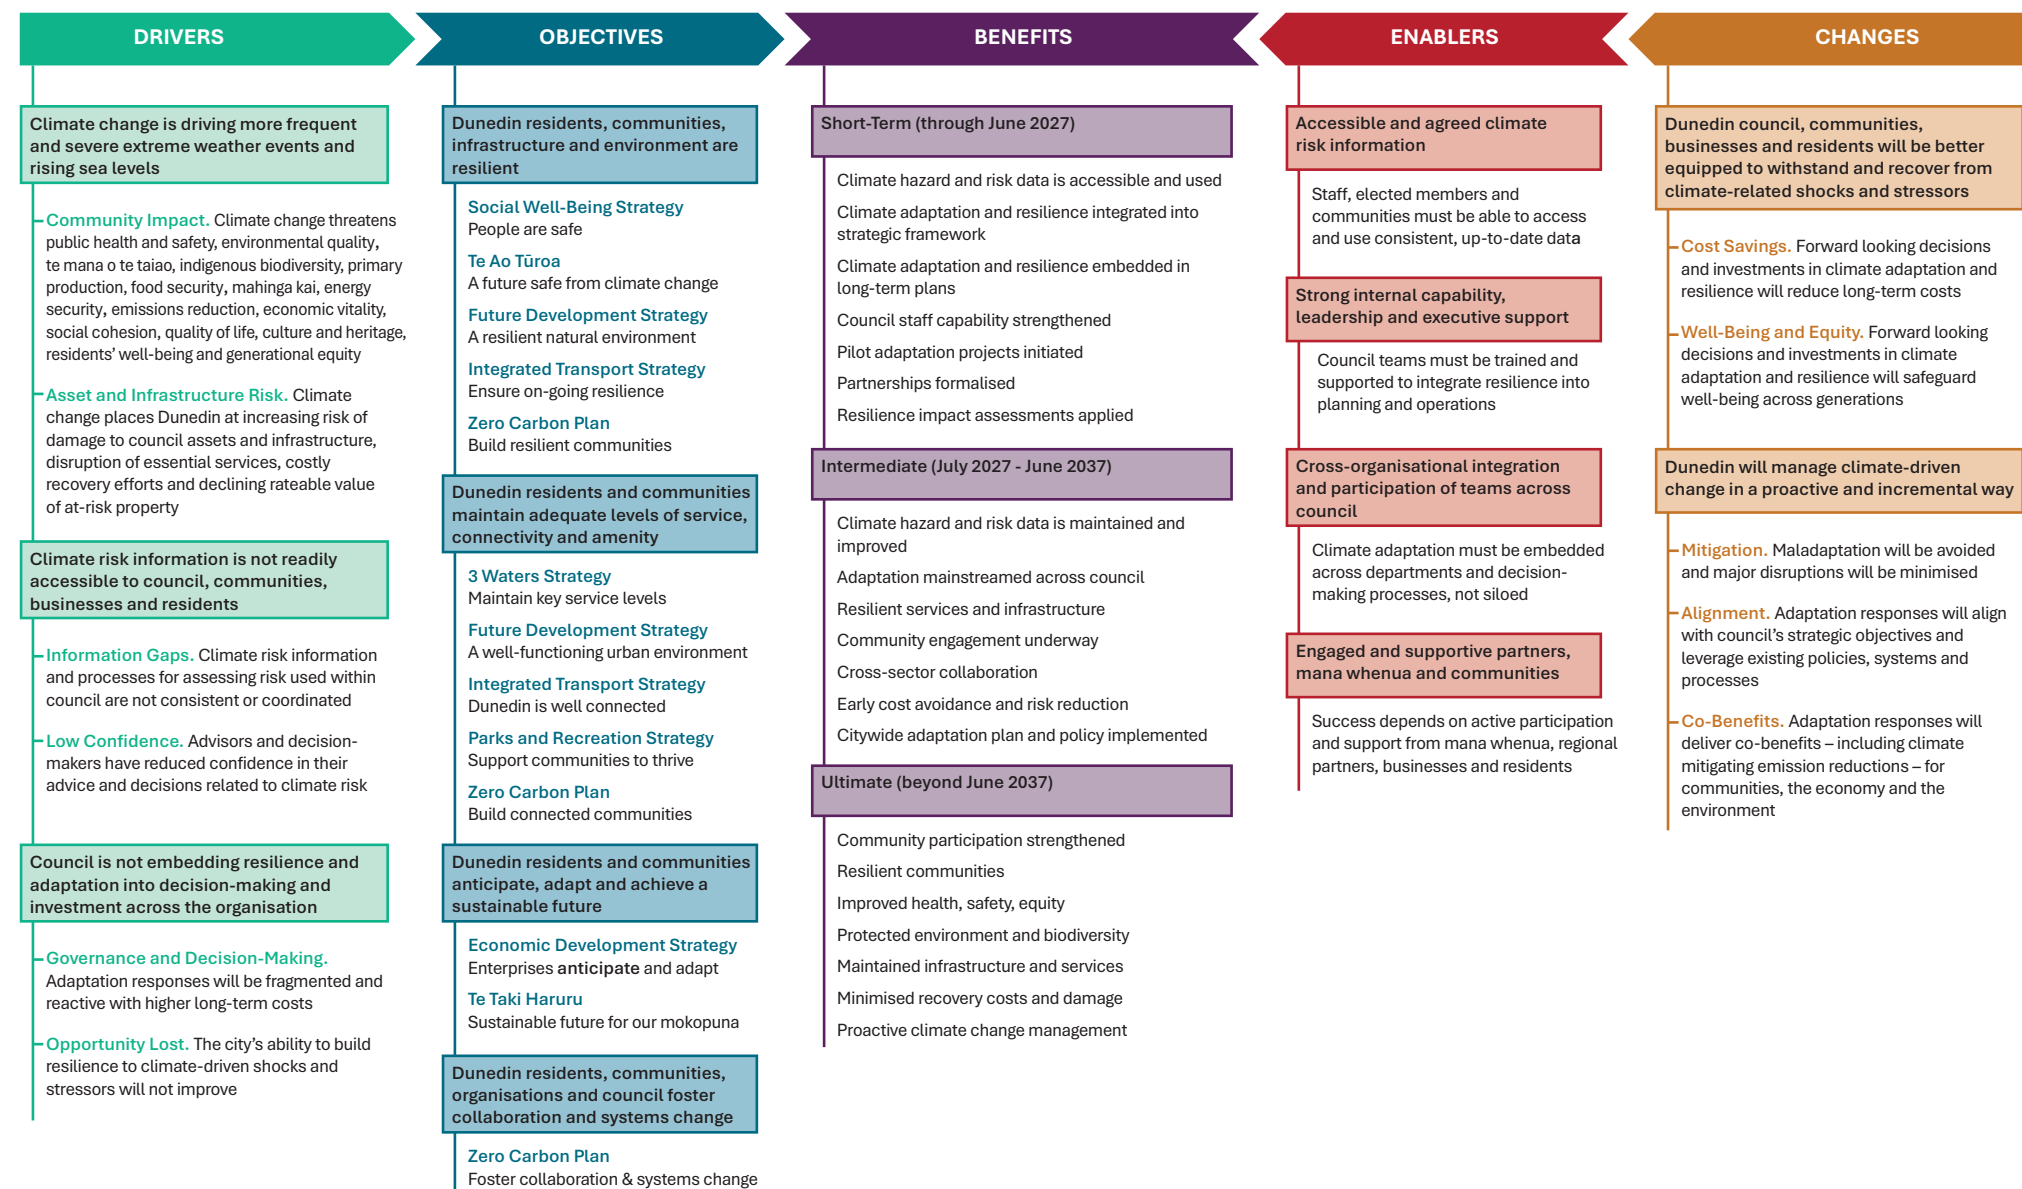 DRIVERS
Climate change is driving more frequent
and severe extreme weather events and
rising sea levels
Community Impact. Climate change threatens
public health and safety, environmental quality,
te mana o te taiao, indigenous biodiversity, primary
production, food security, mahinga kai, energy
security, emissions reduction, economic vitality,
social cohesion, quality of life, culture and heritage,
residents' well-being and generational equity
Asset and Infrastructure Risk. Climate
change places Dunedin at increasing risk of
damage to council assets and infrastructure,
disruption of essential services, costly
recovery efforts and declining rateable value
of at-risk property
Climate risk information is not readily
accessible to council, communities,
businesses and residents
Information Gaps. Climate risk information
and processes for assessing risk used within
council are not consistent or coordinated
Low Confidence. Advisors and decision-
makers have reduced confidence in their
advice and decisions related to climate risk
Council is not embedding resilience and
adaptation into decision-making and
investment across the organisation
Governance and Decision-Making.
Adaptation responses will be fragmented and
reactive with higher long-term costs
Opportunity Lost. The city's ability to build
resilience to climate-driven shocks and
stressors will not improve
OBJECTIVES
Dunedin residents, communities,
infrastructure and environment are
resilient
Social Well-Being Strategy
People are safe
Te Ao Tūroa
A future safe from climate change
Future Development Strategy
A resilient natural environment
Integrated Transport Strategy
Ensure on-going resilience
Zero Carbon Plan
Build resilient communities
Dunedin residents and communities
maintain adequate levels of service,
connectivity and amenity
3 Waters Strategy
Maintain key service levels
Future Development Strategy
A well-functioning urban environment
Integrated Transport Strategy
Dunedin is well connected
Parks and Recreation Strategy
Support communities to thrive
Zero Carbon Plan
Build connected communities
Dunedin residents and communities
anticipate, adapt and achieve a
sustainable future
Economic Development Strategy
Enterprises anticipate and adapt
Te Taki Haruru
Sustainable future for our mokopuna
Dunedin residents, communities,
organisations and council foster
collaboration and systems change
Zero Carbon Plan
Foster collaboration & systems change
BENEFITS
Short-Term (through June 2027)
Climate hazard and risk data is accessible and used
Climate adaptation and resilience integrated into
strategic framework
Climate adaptation and resilience embedded in
long-term plans
Council staff capability strengthened
Pilot adaptation projects initiated
Partnerships formalised
Resilience impact assessments applied
Intermediate (July 2027 - June 2037)
Climate hazard and risk data is maintained and
improved
Adaptation mainstreamed across council
Resilient services and infrastructure
Community engagement underway
Cross-sector collaboration
Early cost avoidance and risk reduction
Citywide adaptation plan and policy implemented
Ultimate (beyond June 2037)
Community participation strengthened
Resilient communities
Improved health, safety, equity
Protected environment and biodiversity
Maintained infrastructure and services
Minimised recovery costs and damage
Proactive climate change management
ENABLERS
Accessible and agreed climate
risk information
Staff, elected members and
communities must be able to access
and use consistent, up-to-date data
Strong internal capability,
leadership and executive support
Council teams must be trained and
supported to integrate resilience into
planning and operations
Cross-organisational integration
and participation of teams across
council
Climate adaptation must be embedded
across departments and decision-
making processes, not siloed
Engaged and supportive partners,
mana whenua and communities
Success depends on active participation
and support from mana whenua, regional
partners, businesses and residents
CHANGES
Dunedin council, communities,
businesses and residents will be better
equipped to withstand and recover from
climate-related shocks and stressors
Cost Savings. Forward looking decisions
and investments in climate adaptation and
resilience will reduce long-term costs
Well-Being and Equity. Forward looking
decisions and investments in climate
adaptation and resilience will safeguard
well-being across generations
Dunedin will manage climate-driven
change in a proactive and incremental way
Mitigation. Maladaptation will be avoided
and major disruptions will be minimised
Alignment. Adaptation responses will align
with council's strategic objectives and
leverage existing policies, systems and
processes
Co-Benefits. Adaptation responses will
deliver co-benefits – including climate
mitigating emission reductions – for
communities, the economy and the
environment